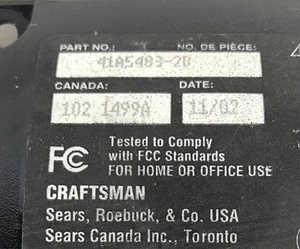 PART NO.: NO. DE PIÈCE:
41A5483-2D
CANADA: DATE:
102 1499A 11/02
Tested to Comply
FC with FCC Standards
FOR HOME OR OFFICE USE
CRAFTSMAN
Sears, Roebuck, & Co. USA
Sears Canada Inc., Toronto